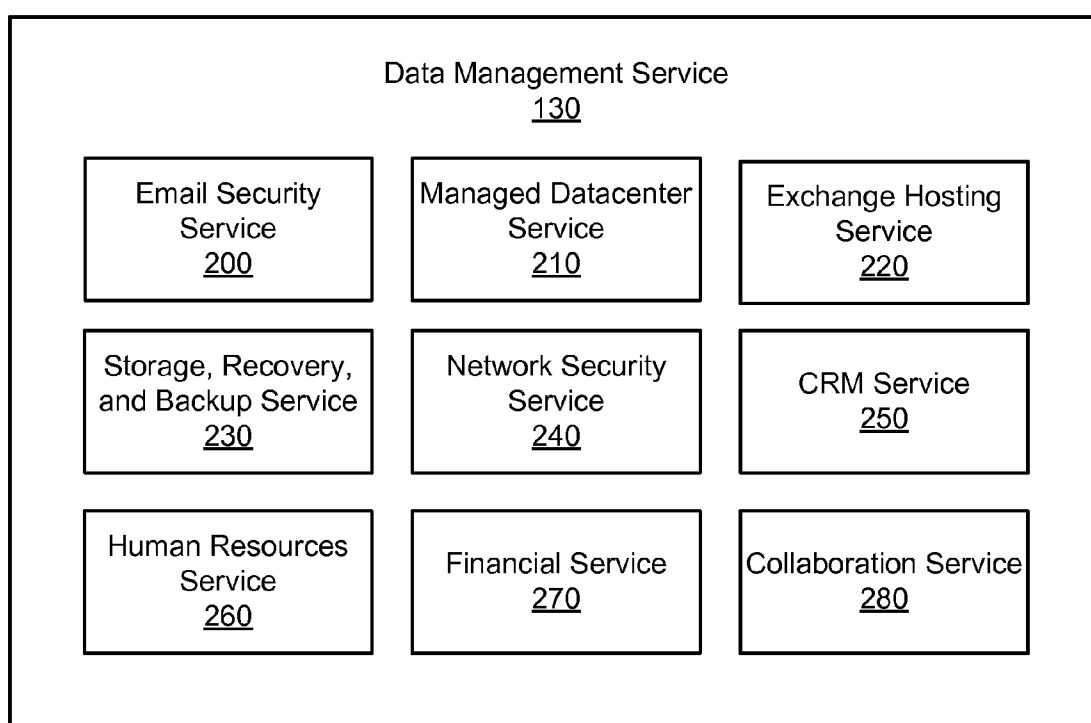 Data Management Service
130
Email Security
Service
200
Managed Datacenter
Service
210
Exchange Hosting
Service
220
Storage, Recovery,
and Backup Service
230
Network Security
Service
240
CRM Service
250
Human Resources
Service
260
Financial Service
270
Collaboration Service
280